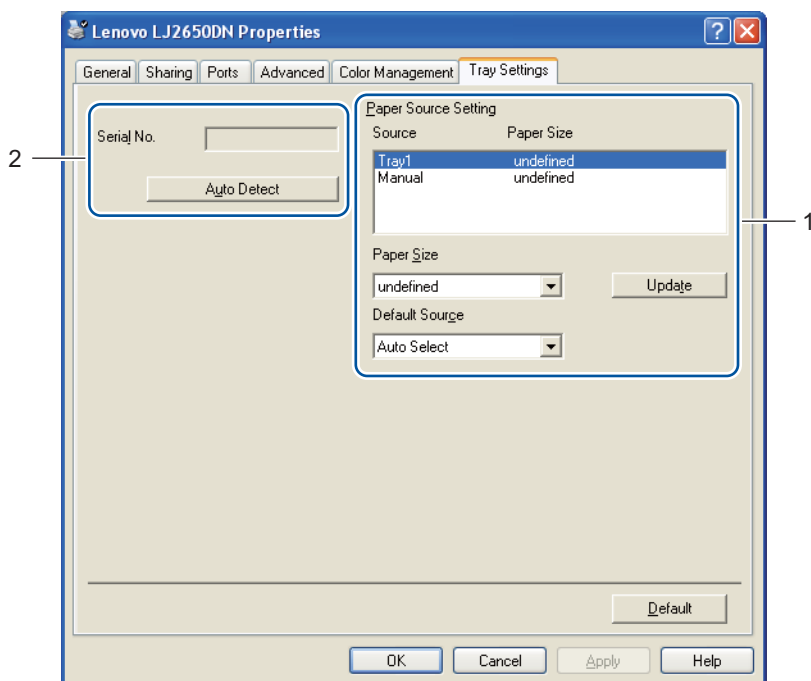 Lenovo LJ2650DN Properties
General Sharing Ports Advanced Color Management Tray Settings
2
Serial No.
Auto Detect
Paper Source Setting
Source Paper Size
Tray1 undefined
Manual undefined
1
Paper Size
undefined Update
Default Source
Auto Select
Default
OK Cancel Apply Help